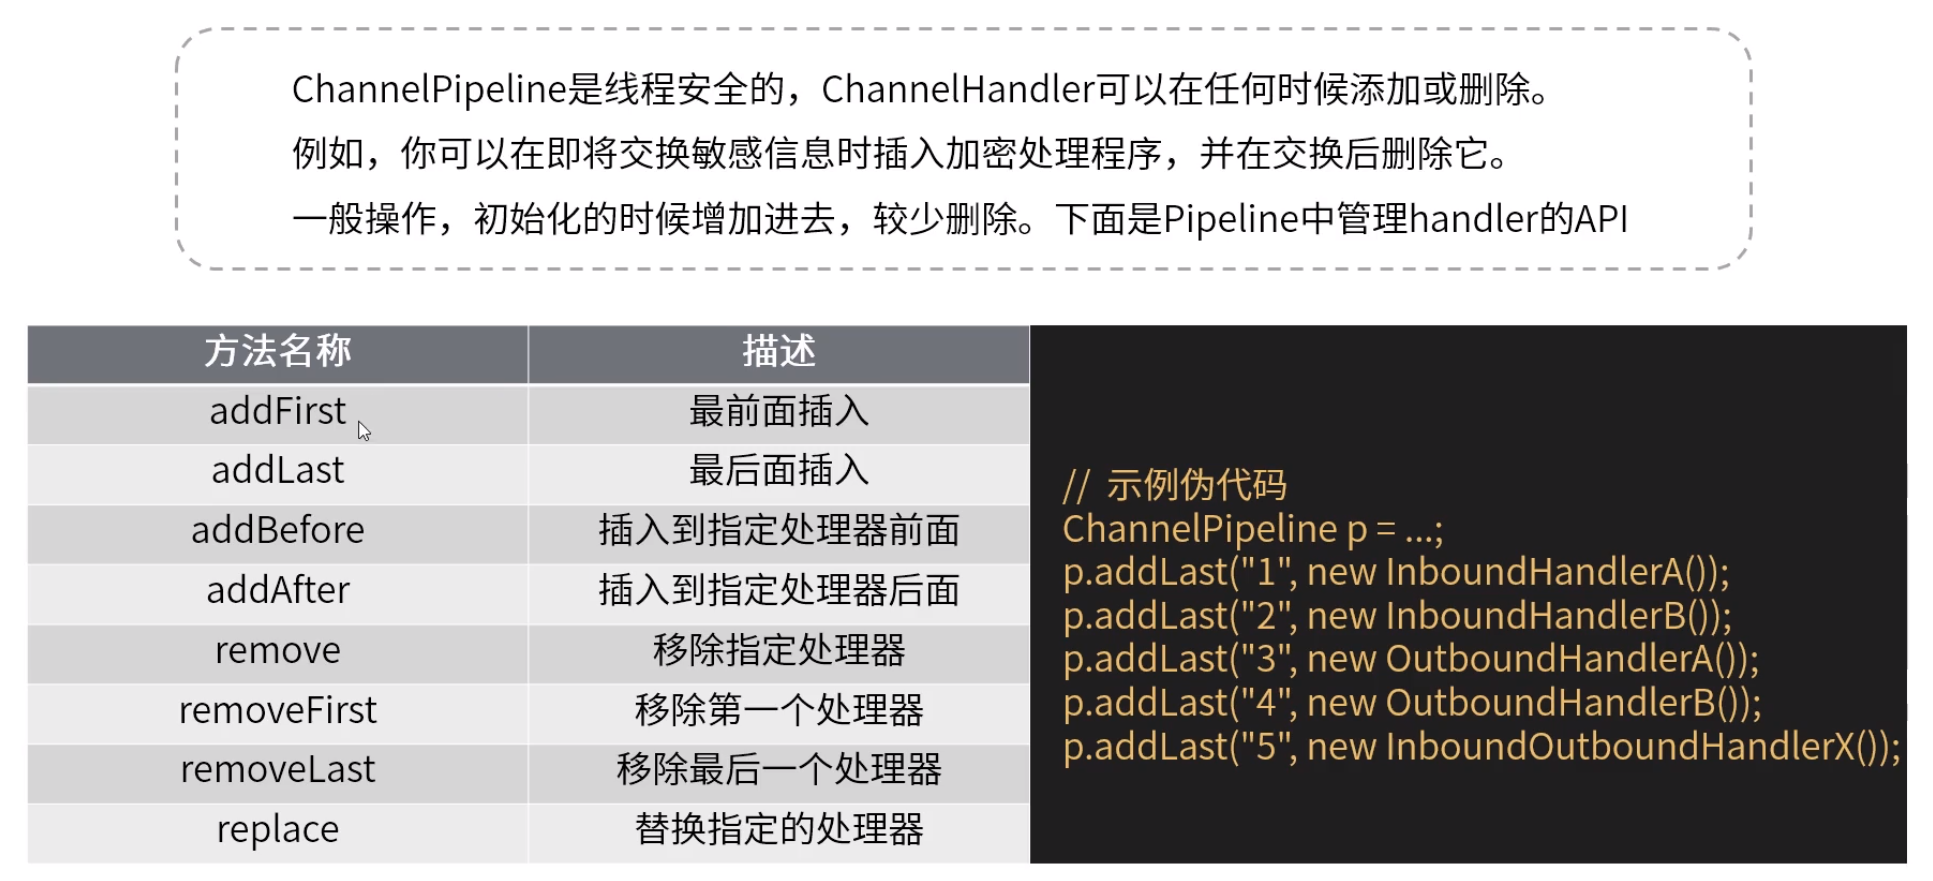 ChannelPipeline是线程安全的，ChannelHandler可以在任何时候添加或删除。
例如，你可以在即将交换敏感信息时插入加密处理程序，并在交换后删除它。
一般操作，初始化的时候增加进去，较少删除。下面是Pipeline中管理handler的API
方法名称 描述
addFirst 最前面插入
addLast 最后面插入
addBefore 插入到指定处理器前面
addAfter 插入到指定处理器后面
remove 移除指定处理器
removeFirst 移除第一个处理器
removeLast 移除最后一个处理器
replace 替换指定的处理器
// 示例伪代码
ChannelPipeline p = ...;
p.addLast("1", new InboundHandlerA());
p.addLast("2", new InboundHandlerB());
p.addLast("3", new OutboundHandlerA());
p.addLast("4", new OutboundHandlerB());
p.addLast("5", new InboundOutboundHandlerX());